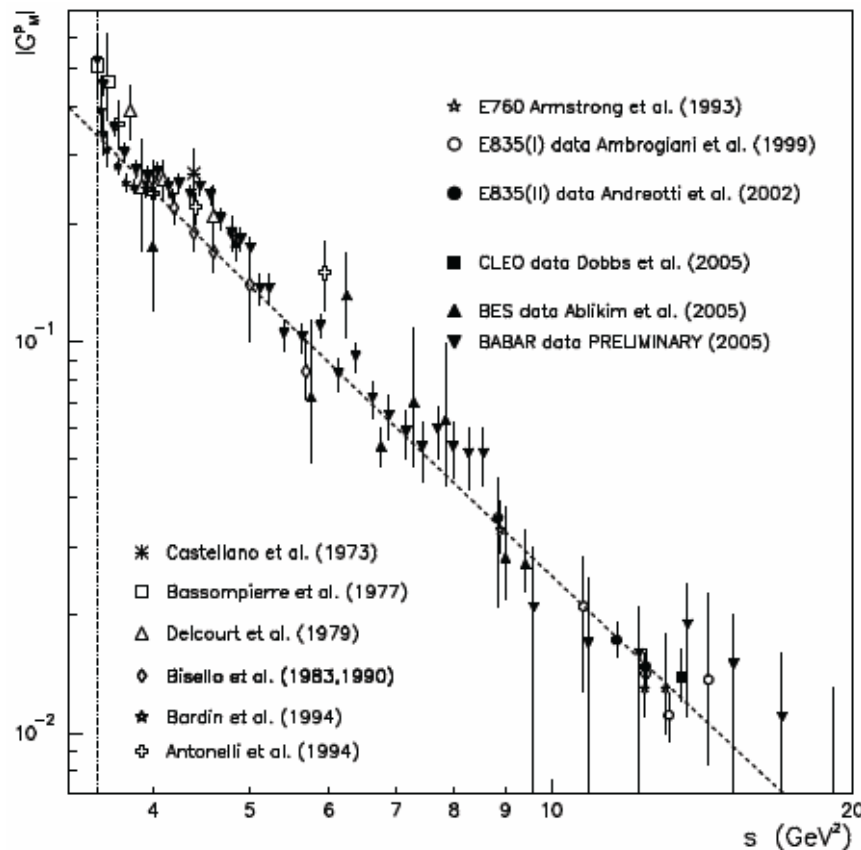 |G^p_M|
E760 Armstrong et al. (1993)
E835(I) data Ambrogiani et al. (1999)
E835(II) data Andreotti et al. (2002)
CLEO data Dobbs et al. (2005)
BES data Ablikim et al. (2005)
BABAR data PRELIMINARY (2005)
10^-1
Castellano et al. (1973)
Bassompierre et al. (1977)
Delcourt et al. (1979)
Bisello et al. (1983,1990)
Bardin et al. (1994)
Antonelli et al. (1994)
10^-2
4 5 6 7 8 9 10 20
s (GeV²)